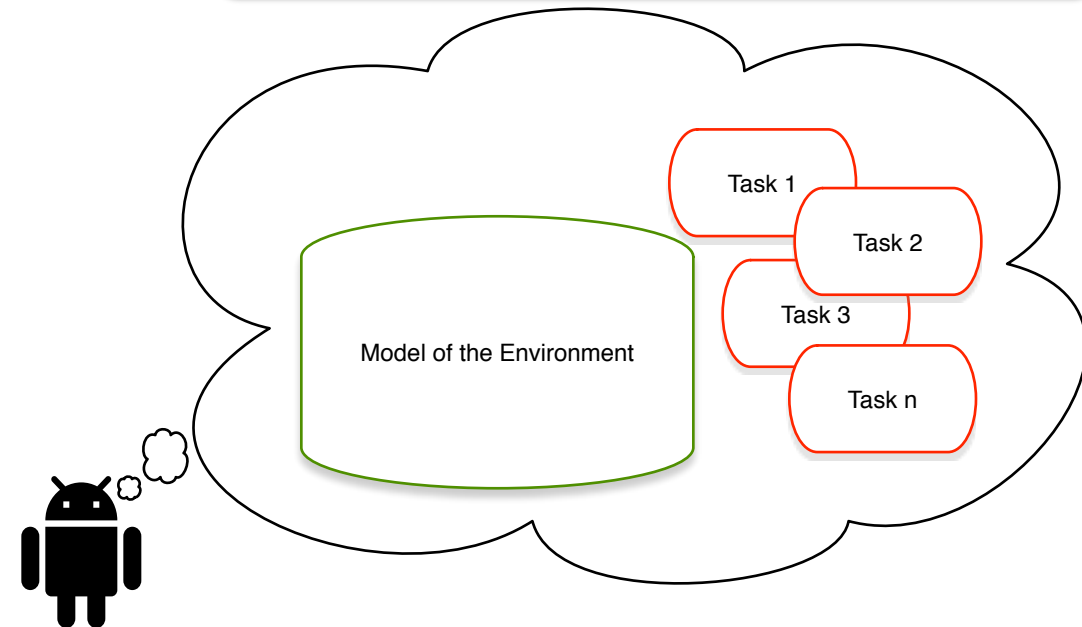 Task 1
Task 2
Task 3
Model of the Environment
Task n